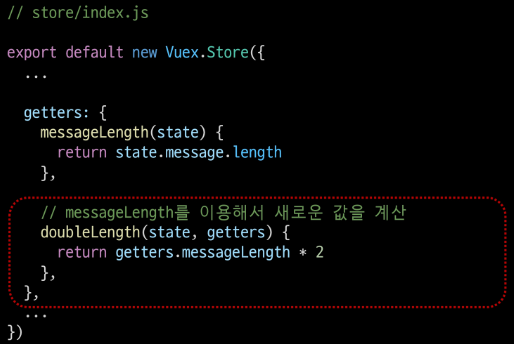 // store/index.js
export default new Vuex.Store({
...
getters: {
messageLength(state) {
return state.message.length
},
// messageLength를 이용해서 새로운 값을 계산
doubleLength(state, getters) {
return getters.messageLength * 2
},
},
...
})